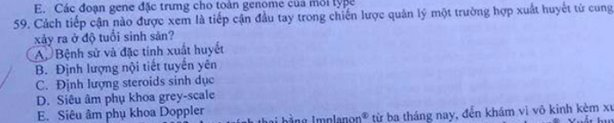 E. Các đoạn gene đặc trưng cho toàn genome của mỗi type
59. Cách tiếp cận nào được xem là tiếp cận đầu tay trong chiến lược quản lý một trường hợp xuất huyết tử cung
xảy ra ở độ tuổi sinh sản?
A. Bệnh sử và đặc tính xuất huyết
B. Định lượng nội tiết tuyến yên
C. Định lượng steroids sinh dục
D. Siêu âm phụ khoa grey-scale
E. Siêu âm phụ khoa Doppler
thai bằng Implanon® từ ba tháng nay, đến khám vì vô kinh kèm